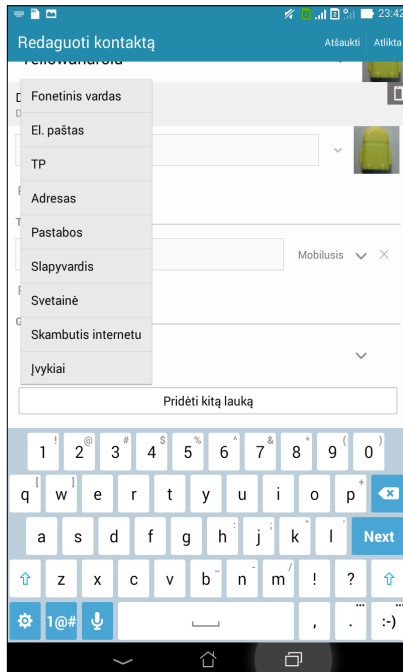 23:42
Redaguoti kontaktą
Atšaukti Atlikta
Yellowandroid
Fonetinis vardas
El. paštas
TP
Adresas
Pastabos
Slapyvardis
Svetainė
Skambutis internetu
Įvykiai
Mobilusis
Pridėti kitą lauką
1 ! 2 @ 3 # 4 $ 5 % 6 ^ 7 & 8 * 9 ( 0 )
q [ w ] e r t y u i o p +
a s d f g h : j ; k " l ' Next
z x c v b _ n - m / ! ?
1@# , . ... :-) ...